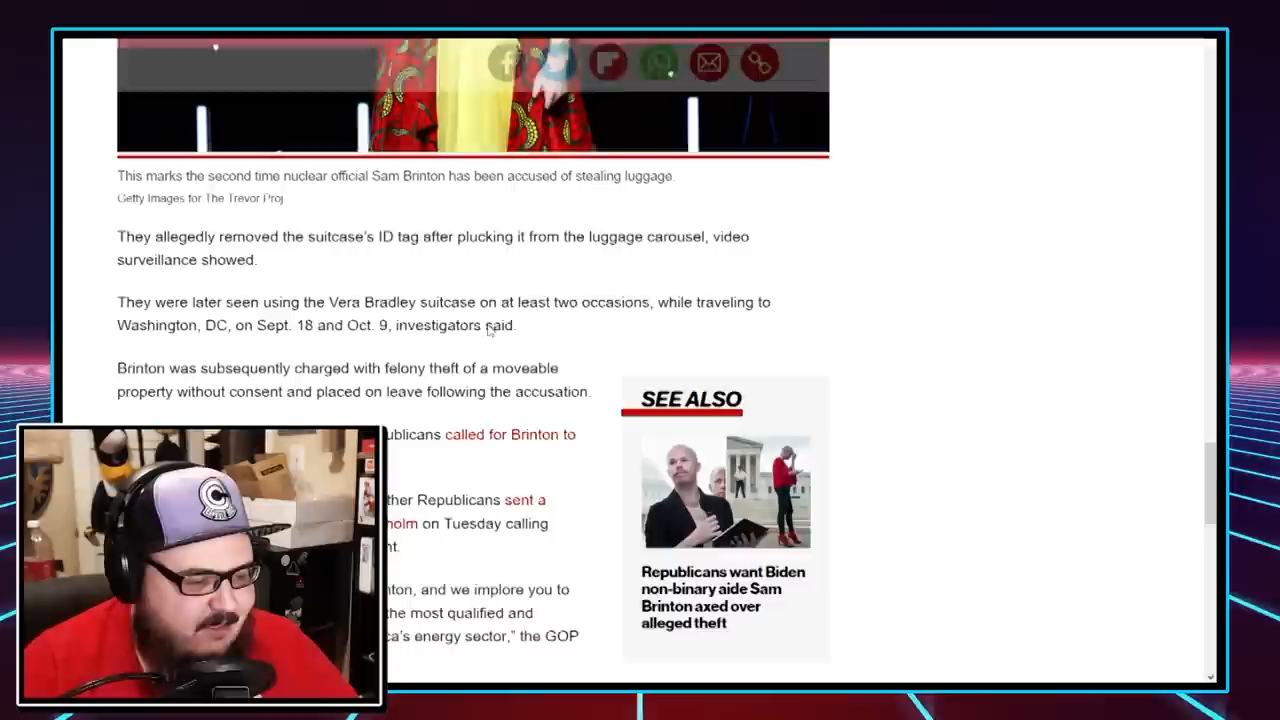 This marks the second time nuclear official Sam Brinton has been accused of stealing luggage.
Getty Images for The Trevor Proj
They allegedly removed the suitcase's ID tag after plucking it from the luggage carousel, video
surveillance showed.
They were later seen using the Vera Bradley suitcase on at least two occasions, while traveling to
Washington, DC, on Sept. 18 and Oct. 9, investigators said.
Brinton was subsequently charged with felony theft of a moveable
property without consent and placed on leave following the accusation.
ublicans called for Brinton to
ther Republicans sent a
holm on Tuesday calling
nt.
nton, and we implore you to
the most qualified and
ca's energy sector," the GOP
SEE ALSO
Republicans want Biden
non-binary aide Sam
Brinton axed over
alleged theft